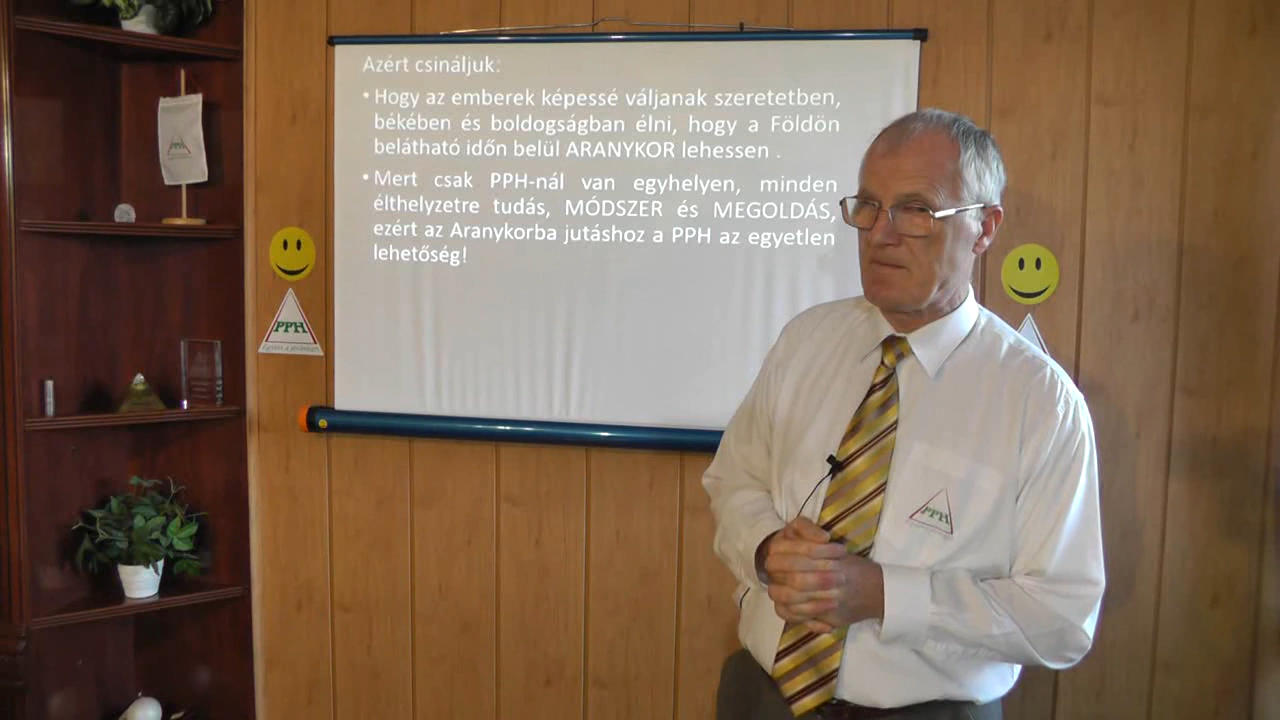 Azért csináljuk:
• Hogy az emberek képessé váljanak szeretetben,
békében és boldogságban élni, hogy a Földön
belátható időn belül ARANYKOR lehessen .
• Mert csak PPH-nál van egyhelyen, minden
élthelyzetre tudás, MÓDSZER és MEGOLDÁS,
ezért az Aranykorba jutáshoz a PPH az egyetlen
lehetőség!
PPH
PPH